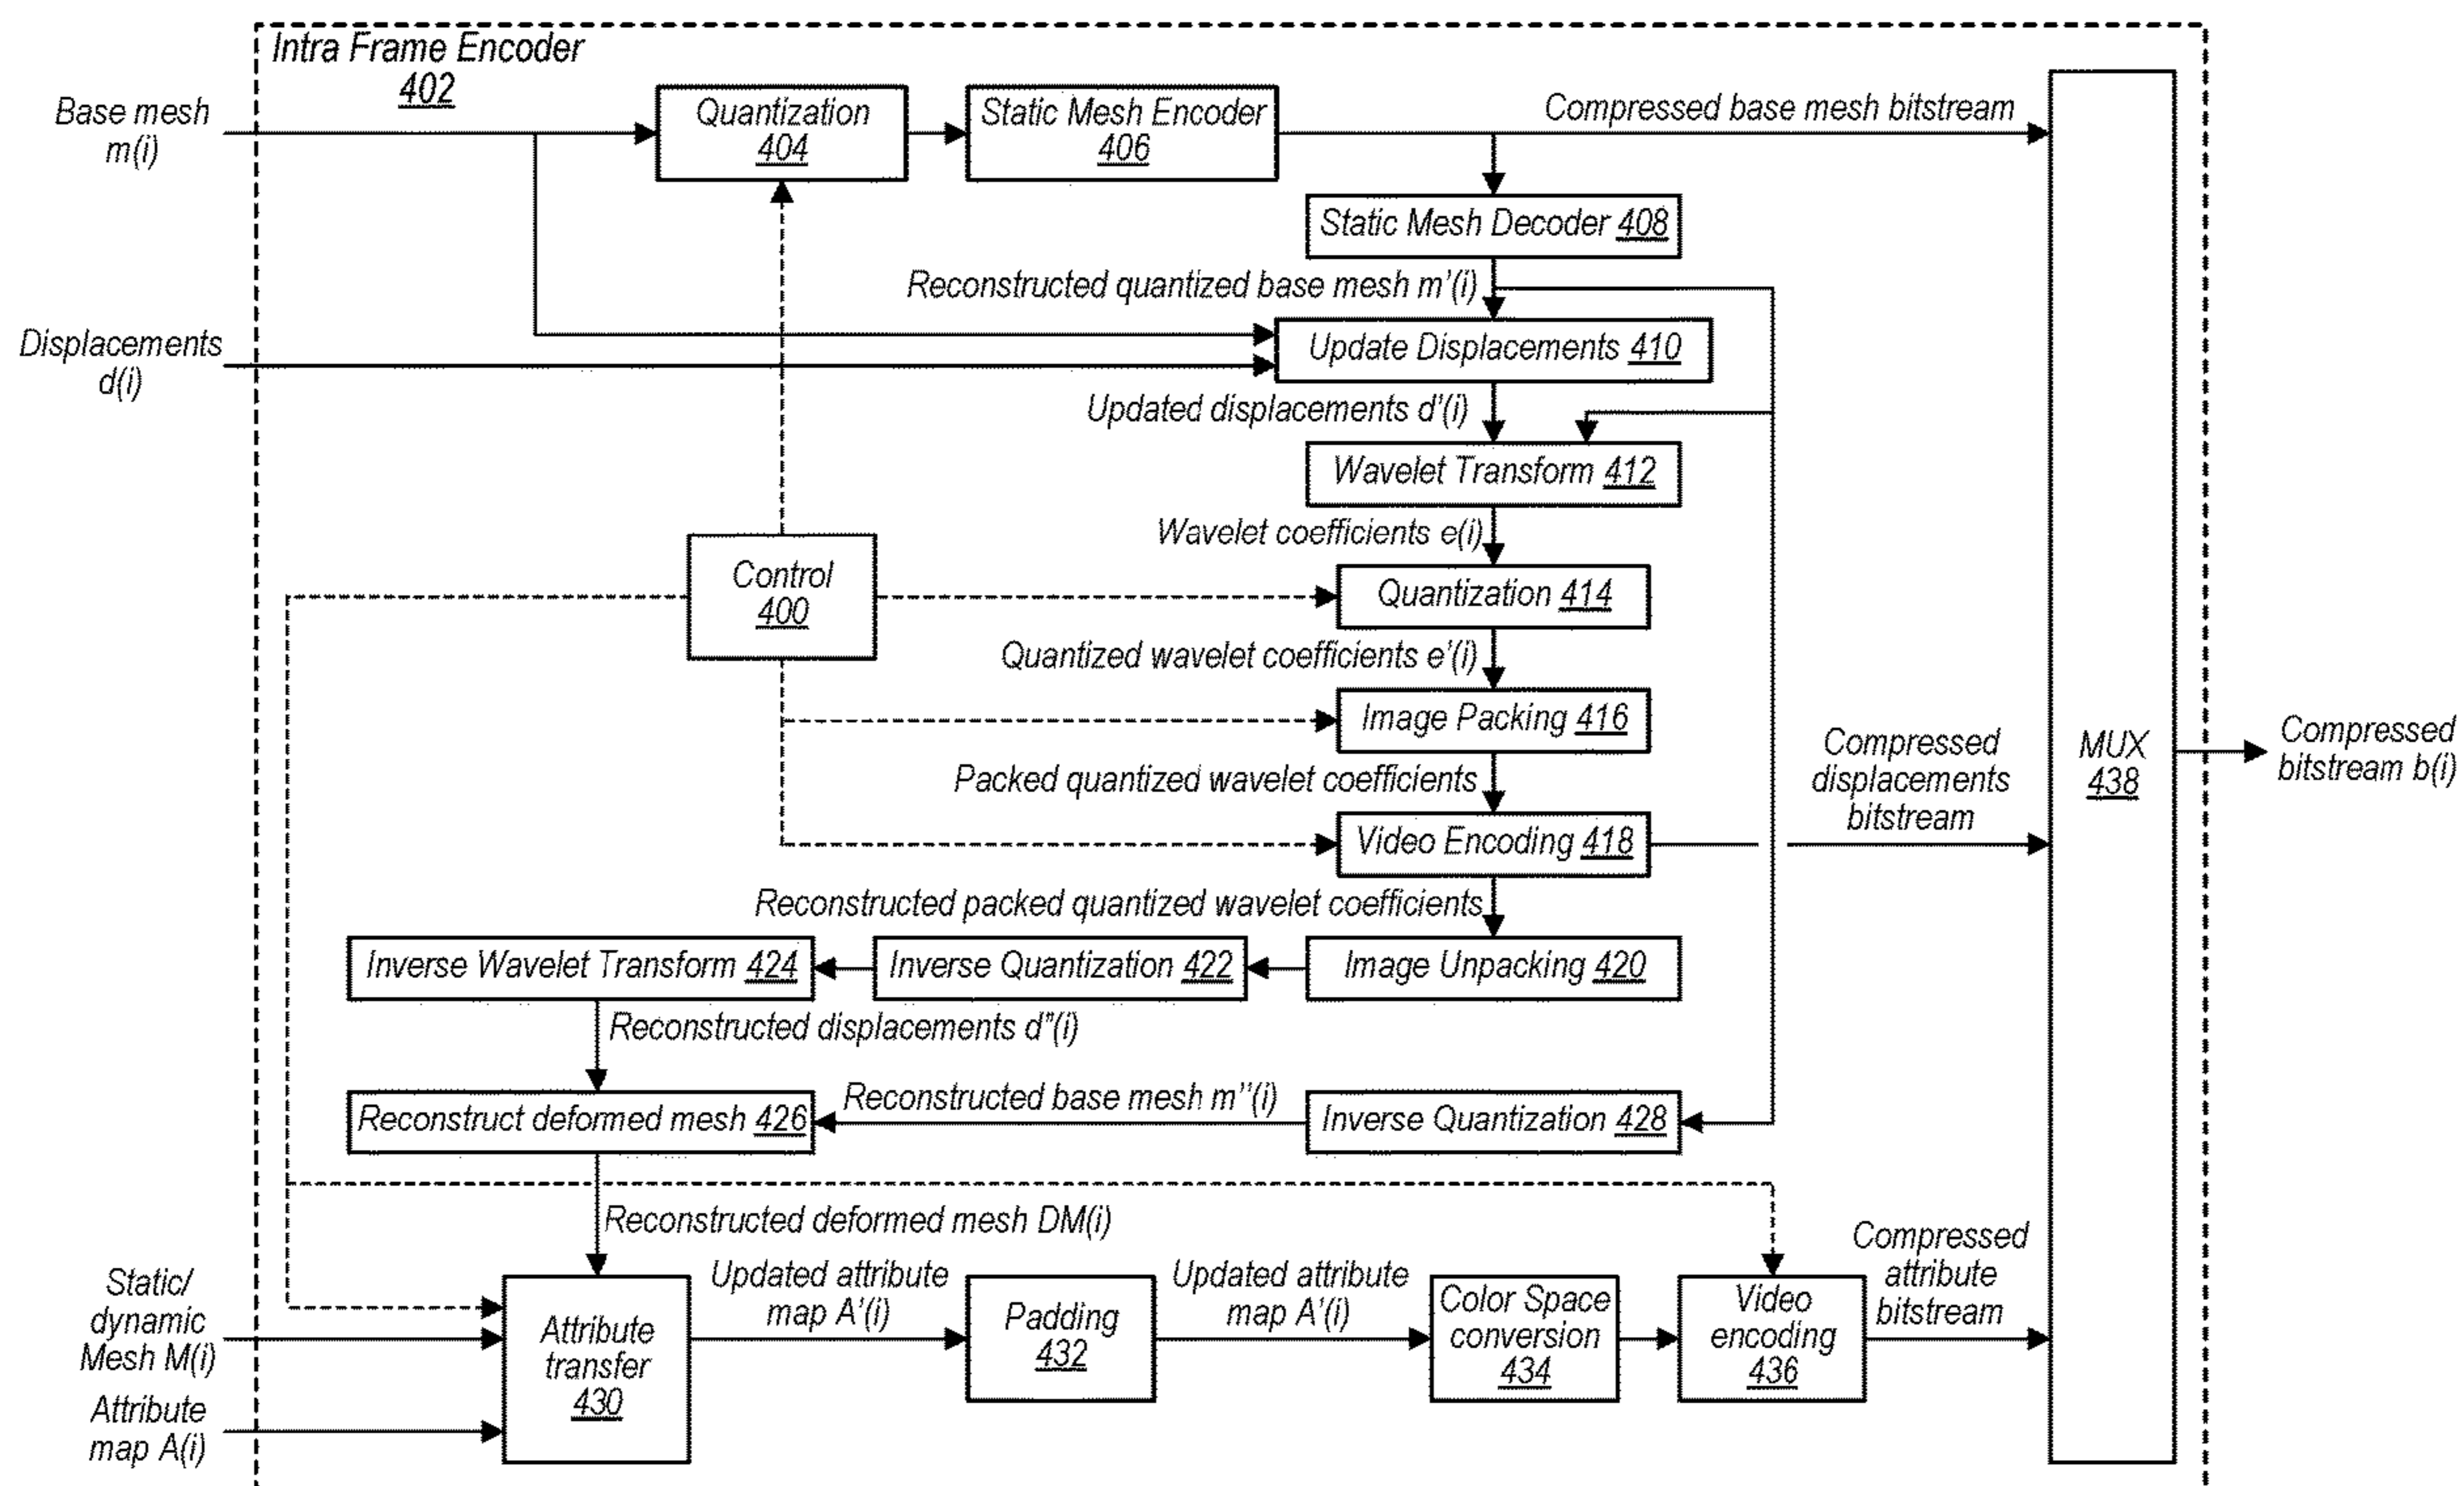 Intra Frame Encoder
402
Base mesh
m(i)
Quantization
404
Static Mesh Encoder
406
Compressed base mesh bitstream
Static Mesh Decoder 408
Reconstructed quantized base mesh m'(i)
Displacements
d(i)
Update Displacements 410
Updated displacements d'(i)
Wavelet Transform 412
Wavelet coefficients e(i)
Control
400
Quantization 414
Quantized wavelet coefficients e'(i)
Image Packing 416
Packed quantized wavelet coefficients
Compressed
displacements
bitstream
MUX
438
Compressed
bitstream b(i)
Video Encoding 418
Reconstructed packed quantized wavelet coefficients
Inverse Wavelet Transform 424
Inverse Quantization 422
Image Unpacking 420
Reconstructed displacements d"(i)
Reconstruct deformed mesh 426
Reconstructed base mesh m''(i)
Inverse Quantization 428
Reconstructed deformed mesh DM(i)
Static/
dynamic
Mesh M(i)
Attribute
map A(i)
Attribute
transfer
430
Updated attribute
map A'(i)
Padding
432
Updated attribute
map A'(i)
Color Space
conversion
434
Video
encoding
436
Compressed
attribute
bitstream